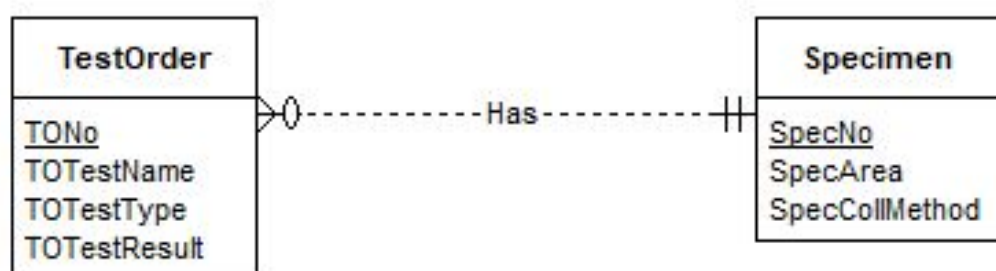 TestOrder
TONo
TOTestName
TOTestType
TOTestResult
Has
Specimen
SpecNo
SpecArea
SpecCollMethod